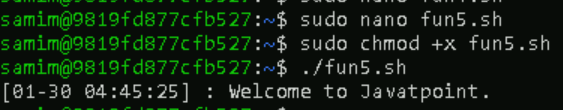 samim@9819fd877cfb527:~$ sudo nano fun5.sh
samim@9819fd877cfb527:~$ sudo chmod +x fun5.sh
samim@9819fd877cfb527:~$ ./fun5.sh
[01-30 04:45:25] : Welcome to Javatpoint.